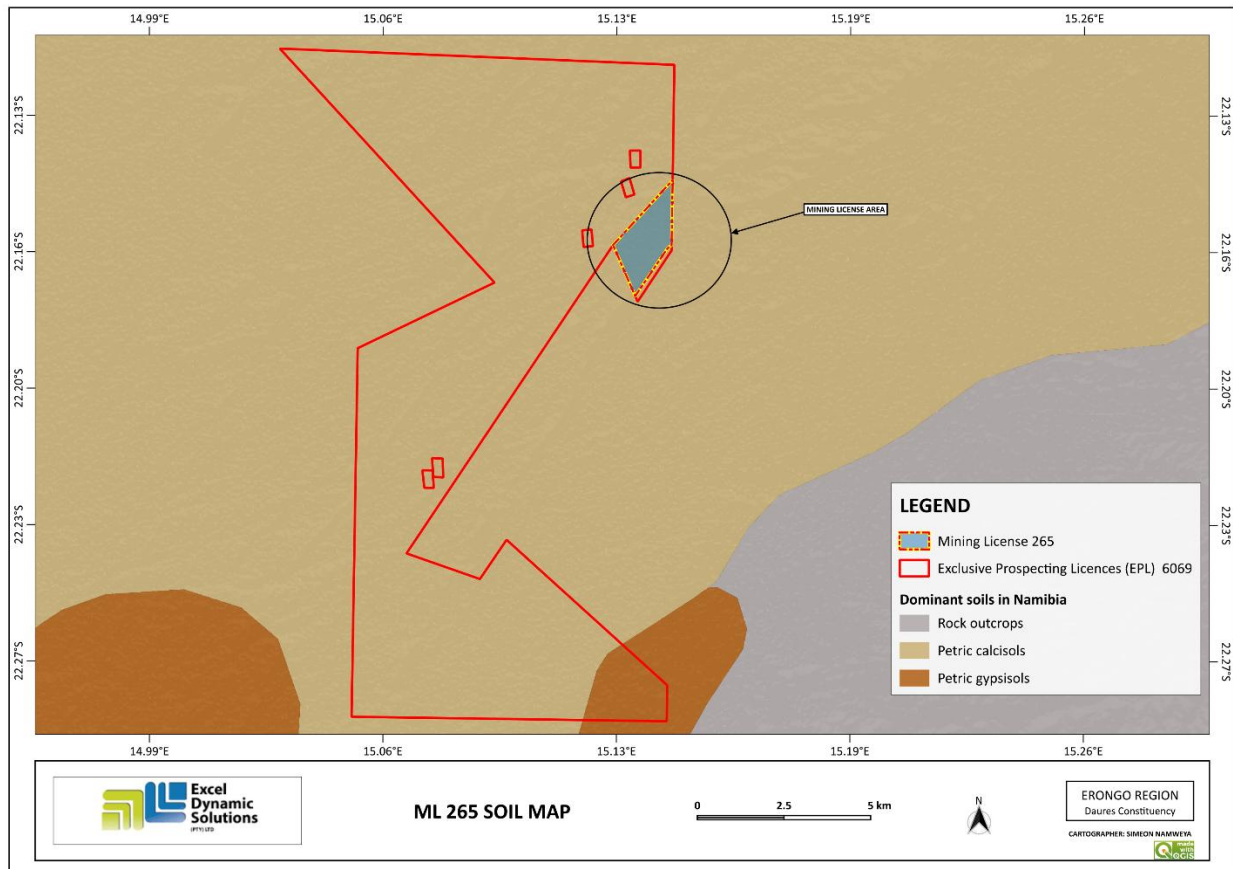 14.99°E 15.06°E 15.13°E 15.19°E 15.26°E
22.13°S 22.13°S
MINING LICENSE AREA
22.16°S 22.16°S
22.20°S 22.20°S
22.23°S 22.23°S
22.27°S 22.27°S
LEGEND
Mining License 265
Exclusive Prospecting Licences (EPL) 6069
Dominant soils in Namibia
Rock outcrops
Petric calcisols
Petric gypsisols
14.99°E 15.06°E 15.13°E 15.19°E 15.26°E
Excel
Dynamic
Solutions
(PTY) LTD
ML 265 SOIL MAP
0 2.5 5 km
N
ERONGO REGION
Daures Constituency
CARTOGRAPHER: SIMEON NAMWEYA
made
with
QGIS